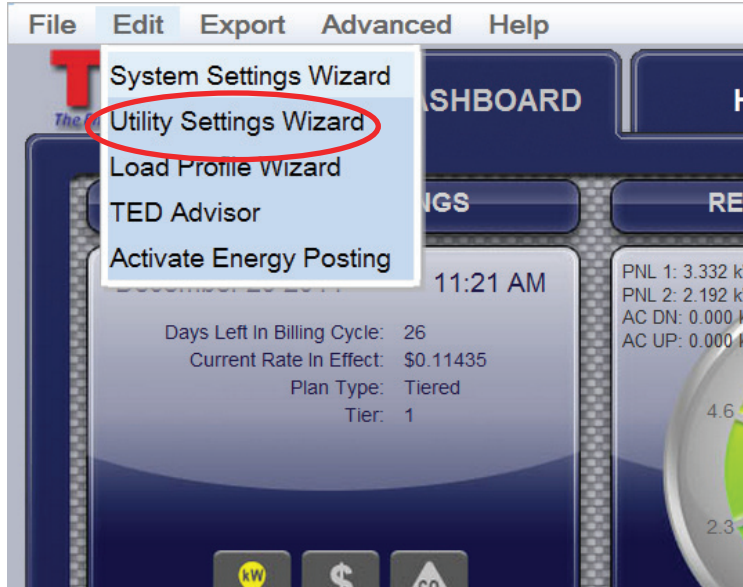 File Edit Export Advanced Help
System Settings Wizard
Utility Settings Wizard
Load Profile Wizard
TED Advisor
Activate Energy Posting
The
SHBOARD
H
NGS
RE
11:21 AM
Days Left In Billing Cycle: 26
Current Rate In Effect: $0.11435
Plan Type: Tiered
Tier: 1
PNL 1: 3.332 k
PNL 2: 2.192 k
AC DN: 0.000
AC UP: 0.000
4.6
2.3
kW
$